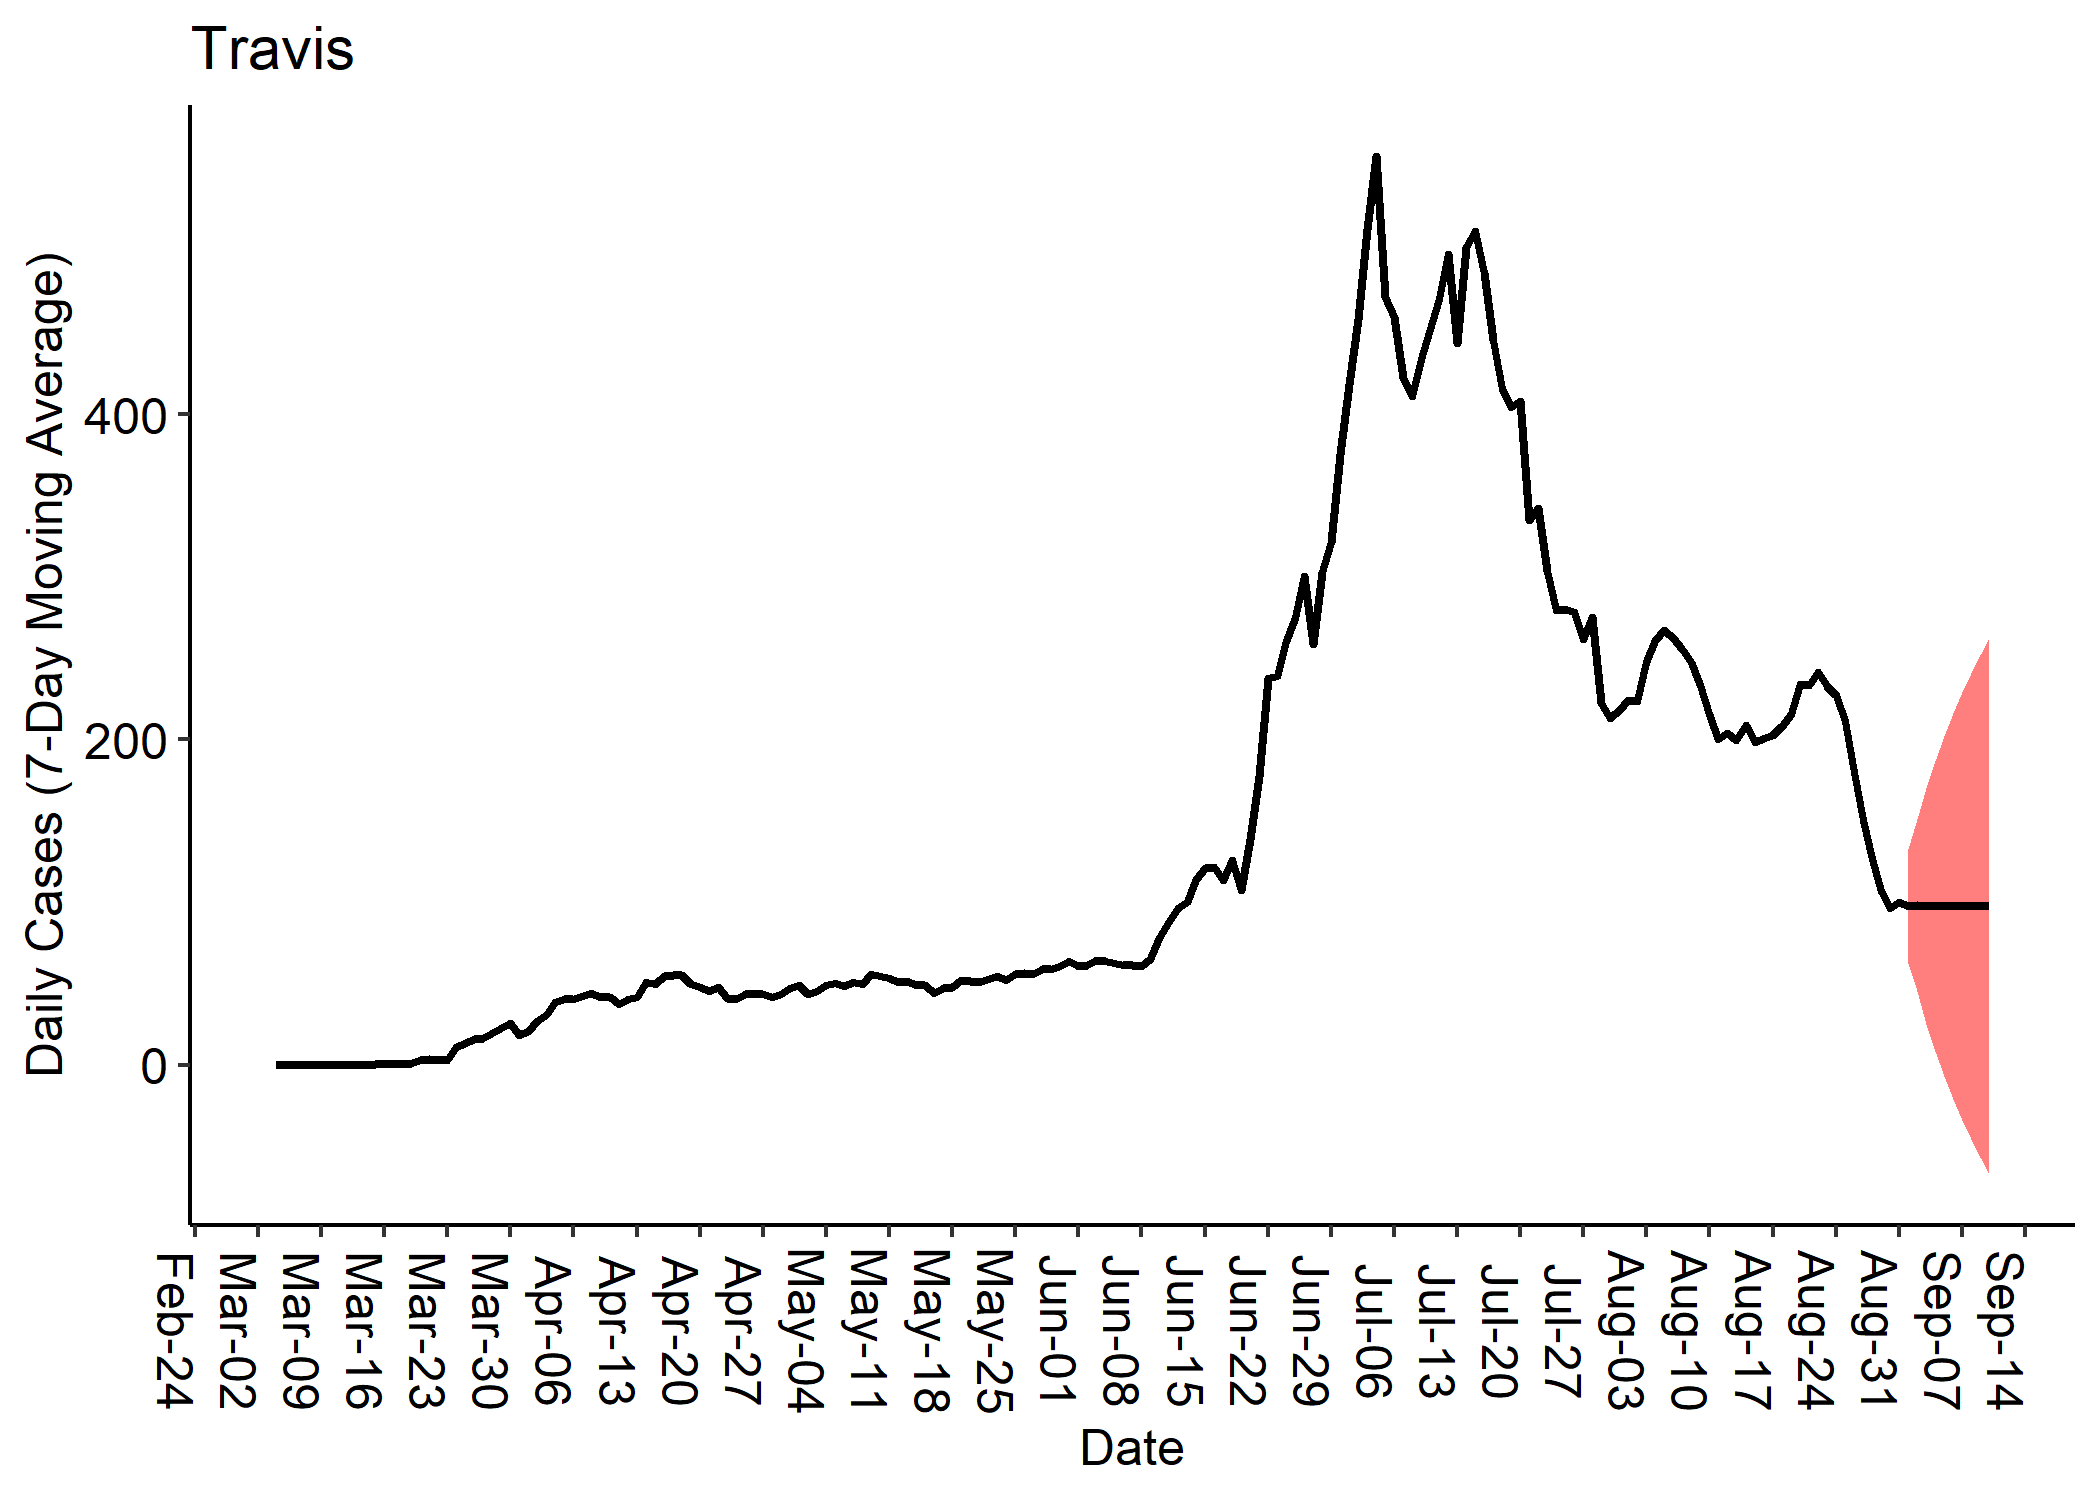 Travis
Daily Cases (7-Day Moving Average)
400
200
0
Feb-24
Mar-02
Mar-09
Mar-16
Mar-23
Mar-30
Apr-06
Apr-13
Apr-20
Apr-27
May-04
May-11
May-18
May-25
Jun-01
Jun-08
Jun-15
Jun-22
Jun-29
Jul-06
Jul-13
Jul-20
Jul-27
Aug-03
Aug-10
Aug-17
Aug-24
Aug-31
Sep-07
Sep-14
Date